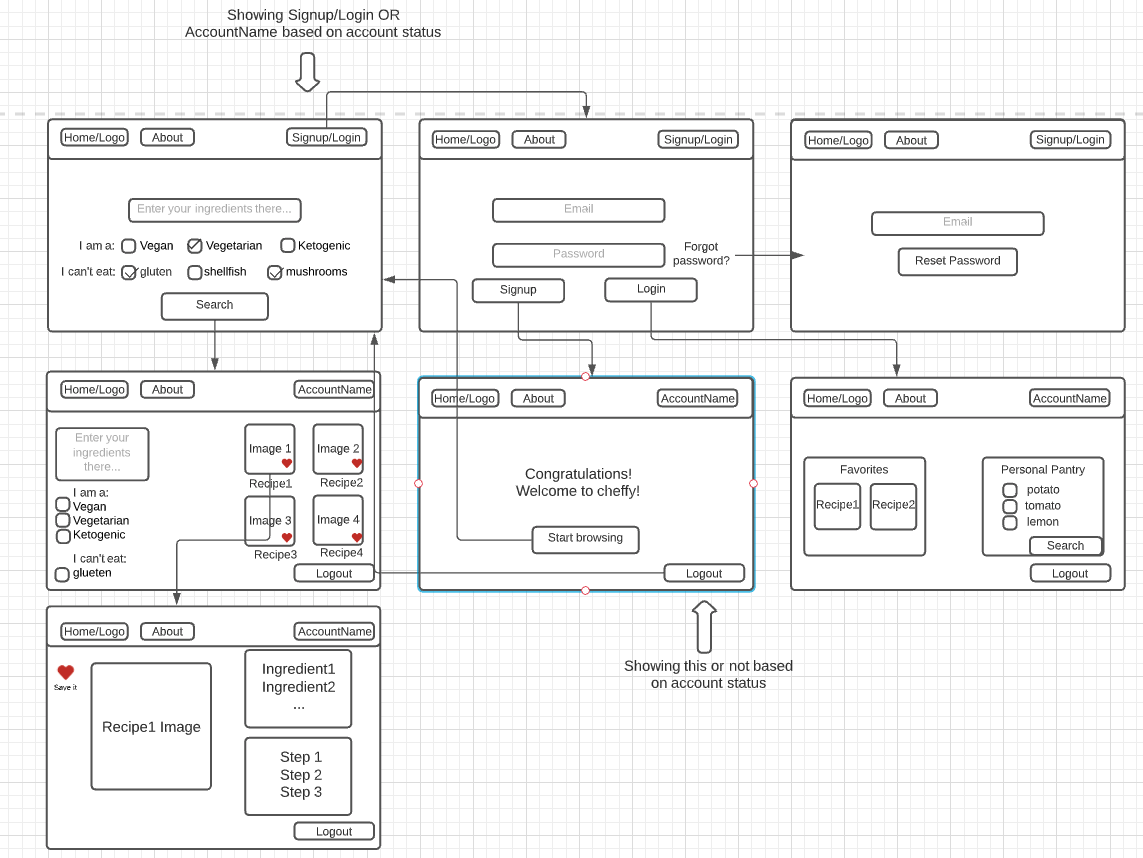 Showing Signup/Login OR
AccountName based on account status
Home/Logo
About
Signup/Login
Enter your ingredients there...
I am a:
Vegan
Vegetarian
Ketogenic
I can't eat:
gluten
shellfish
mushrooms
Search
Home/Logo
About
Signup/Login
Email
Password
Forgot
password?
Signup
Login
Home/Logo
About
Signup/Login
Email
Reset Password
Home/Logo
About
AccountName
Enter your
ingredients
there...
I am a:
Vegan
Vegetarian
Ketogenic
I can't eat:
glueten
Image 1
Recipe1
Image 2
Recipe2
Image 3
Recipe3
Image 4
Recipe4
Logout
Home/Logo
About
AccountName
Congratulations!
Welcome to cheffy!
Start browsing
Logout
Home/Logo
About
AccountName
Favorites
Recipe1
Recipe2
Personal Pantry
potato
tomato
lemon
Search
Logout
Showing this or not based
on account status
Home/Logo
About
AccountName
Save it
Recipe1 Image
Ingredient1
Ingredient2
...
Step 1
Step 2
Step 3
Logout